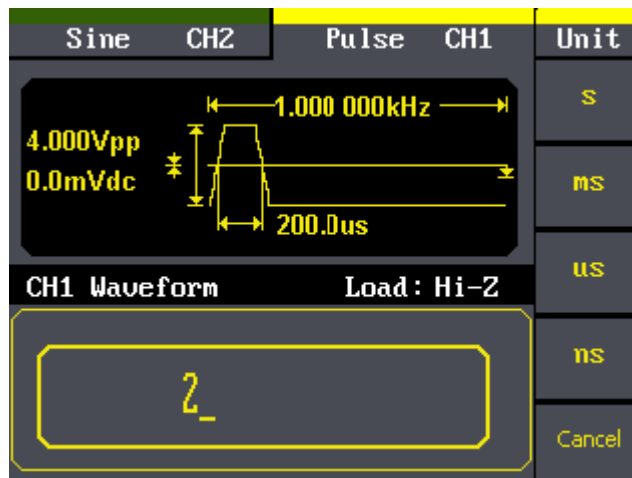 Sine CH2 Pulse CH1 Unit
1.000 000kHz
4.000Vpp
0.0mVdc
200.0us
CH1 Waveform Load: Hi-Z
2_
s
ms
us
ns
Cancel